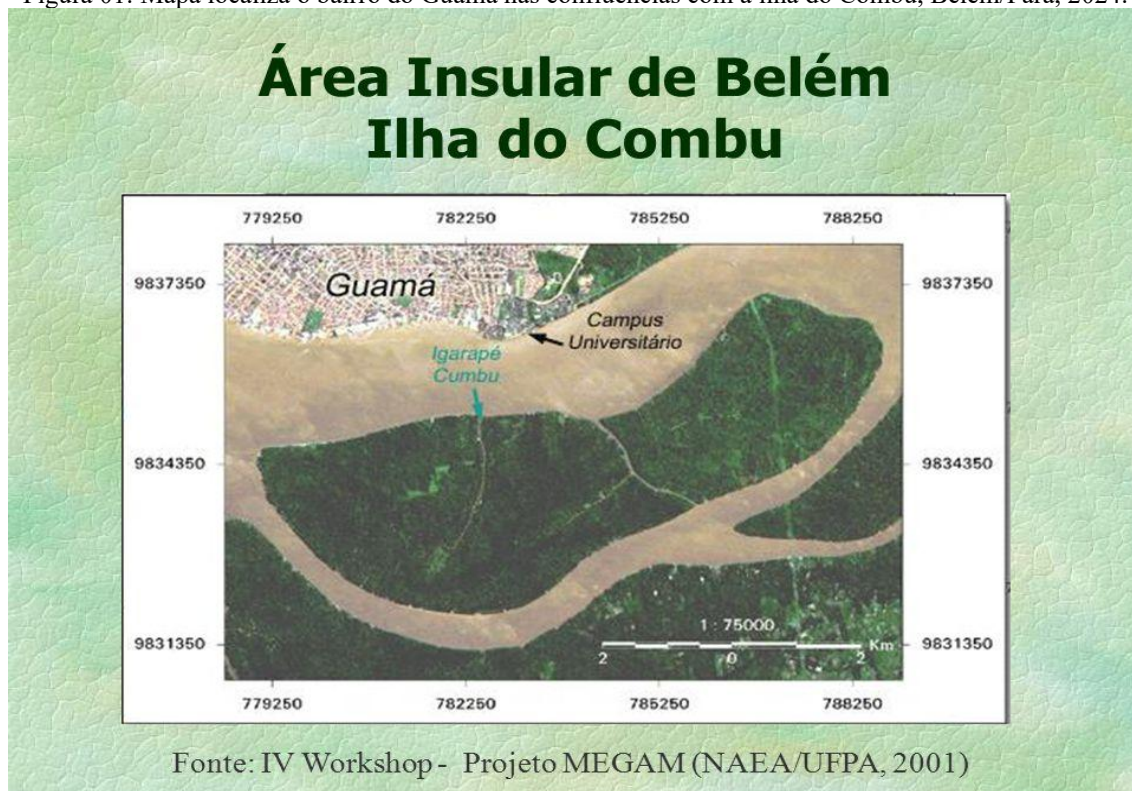 Figura 01: Mapa localiza o bairro do Guamá nas confluências com a Ilha do Combu, Belém/Pará, 2024.
Área Insular de Belém
Ilha do Combu
779250 782250 785250 788250
9837350 9837350
Guamá
Campus
Universitário
Igarapé
Cumbu
9834350 9834350
1 : 75000
9831350 9831350
2 0 2 Km
779250 782250 785250 788250
Fonte: IV Workshop - Projeto MEGAM (NAEA/UFPA, 2001)